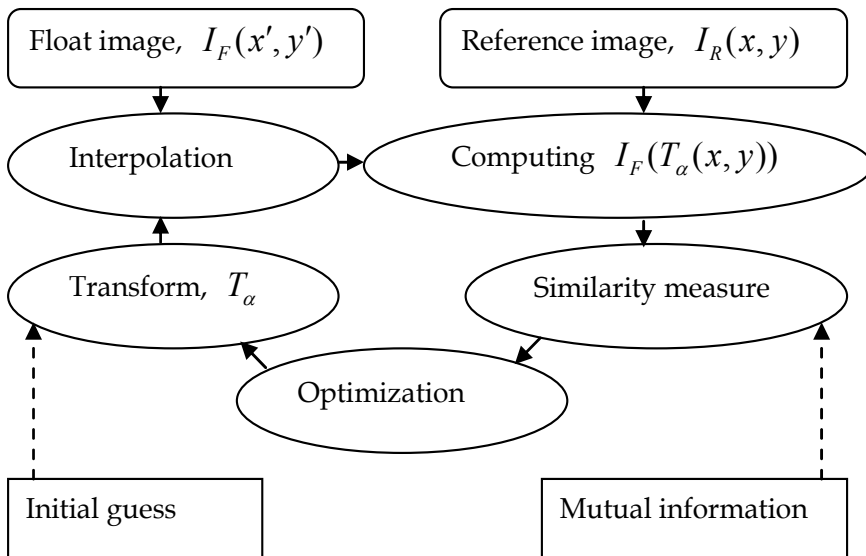 Float image, I_F(x′, y′)
Reference image, I_R(x, y)
Interpolation
Computing I_F(T_α(x, y))
Transform, T_α
Similarity measure
Optimization
Initial guess
Mutual information